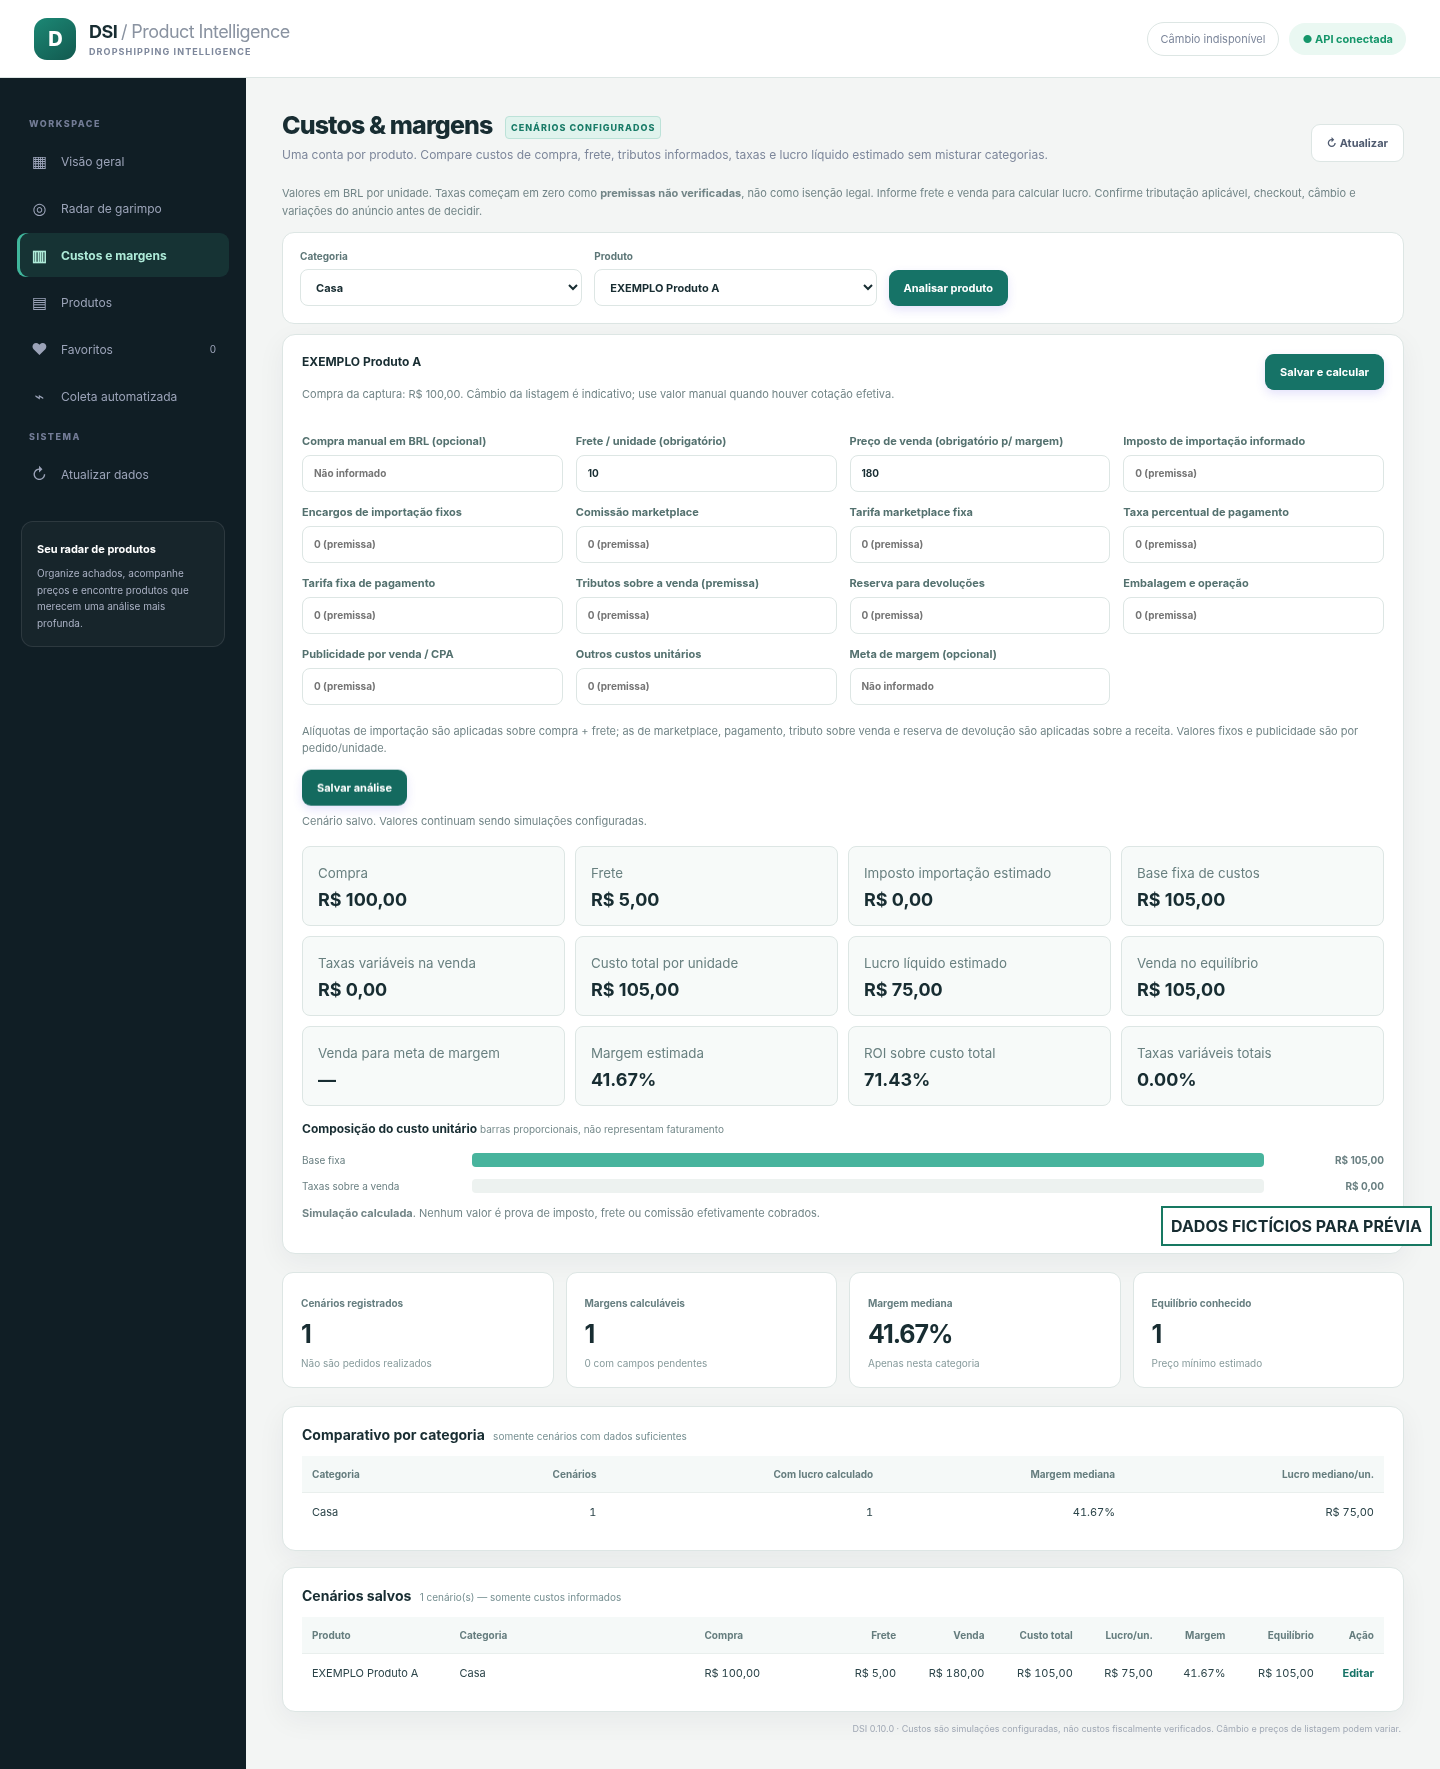 D
DSI / Product Intelligence
DROPSHIPPING INTELLIGENCE
Câmbio indisponível
● API conectada
WORKSPACE
Visão geral
Radar de garimpo
Custos e margens
Produtos
Favoritos 0
Coleta automatizada
SISTEMA
Atualizar dados
Seu radar de produtos
Organize achados, acompanhe
preços e encontre produtos que
merecem uma análise mais
profunda.
Custos & margens CENÁRIOS CONFIGURADOS
Uma conta por produto. Compare custos de compra, frete, tributos informados, taxas e lucro líquido estimado sem misturar categorias.
↻ Atualizar
Valores em BRL por unidade. Taxas começam em zero como premissas não verificadas, não como isenção legal. Informe frete e venda para calcular lucro. Confirme tributação aplicável, checkout, câmbio e
variações do anúncio antes de decidir.
Categoria Produto
Casa EXEMPLO Produto A Analisar produto
EXEMPLO Produto A
Salvar e calcular
Compra da captura: R$ 100,00. Câmbio da listagem é indicativo; use valor manual quando houver cotação efetiva.
Compra manual em BRL (opcional) Frete / unidade (obrigatório) Preço de venda (obrigatório p/ margem) Imposto de importação informado
Não informado 10 180 0 (premissa)
Encargos de importação fixos Comissão marketplace Tarifa marketplace fixa Taxa percentual de pagamento
0 (premissa) 0 (premissa) 0 (premissa) 0 (premissa)
Tarifa fixa de pagamento Tributos sobre a venda (premissa) Reserva para devoluções Embalagem e operação
0 (premissa) 0 (premissa) 0 (premissa) 0 (premissa)
Publicidade por venda / CPA Outros custos unitários Meta de margem (opcional)
0 (premissa) 0 (premissa) Não informado
Alíquotas de importação são aplicadas sobre compra + frete; as de marketplace, pagamento, tributo sobre venda e reserva de devolução são aplicadas sobre a receita. Valores fixos e publicidade são por
pedido/unidade.
Salvar análise
Cenário salvo. Valores continuam sendo simulações configuradas.
Compra Frete Imposto importação estimado Base fixa de custos
R$ 100,00 R$ 5,00 R$ 0,00 R$ 105,00
Taxas variáveis na venda Custo total por unidade Lucro líquido estimado Venda no equilíbrio
R$ 0,00 R$ 105,00 R$ 75,00 R$ 105,00
Venda para meta de margem Margem estimada ROI sobre custo total Taxas variáveis totais
— 41.67% 71.43% 0.00%
Composição do custo unitário barras proporcionais, não representam faturamento
Base fixa R$ 105,00
Taxas sobre a venda R$ 0,00
Simulação calculada. Nenhum valor é prova de imposto, frete ou comissão efetivamente cobrados.
DADOS FICTÍCIOS PARA PRÉVIA
Cenários registrados Margens calculáveis Margem mediana Equilíbrio conhecido
1 1 41.67% 1
Não são pedidos realizados 0 com campos pendentes Apenas nesta categoria Preço mínimo estimado
Comparativo por categoria somente cenários com dados suficientes
Categoria Cenários Com lucro calculado Margem mediana Lucro mediano/un.
Casa 1 1 41.67% R$ 75,00
Cenários salvos 1 cenário(s) — somente custos informados
Produto Categoria Compra Frete Venda Custo total Lucro/un. Margem Equilíbrio Ação
EXEMPLO Produto A Casa R$ 100,00 R$ 5,00 R$ 180,00 R$ 105,00 R$ 75,00 41.67% R$ 105,00 Editar
DSI 0.10.0 · Custos são simulações configuradas, não custos fiscalmente verificados. Câmbio e preços de listagem podem variar.